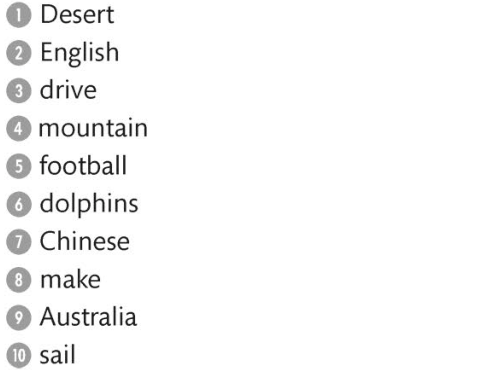 1 Desert
2 English
3 drive
4 mountain
5 football
6 dolphins
7 Chinese
8 make
9 Australia
10 sail